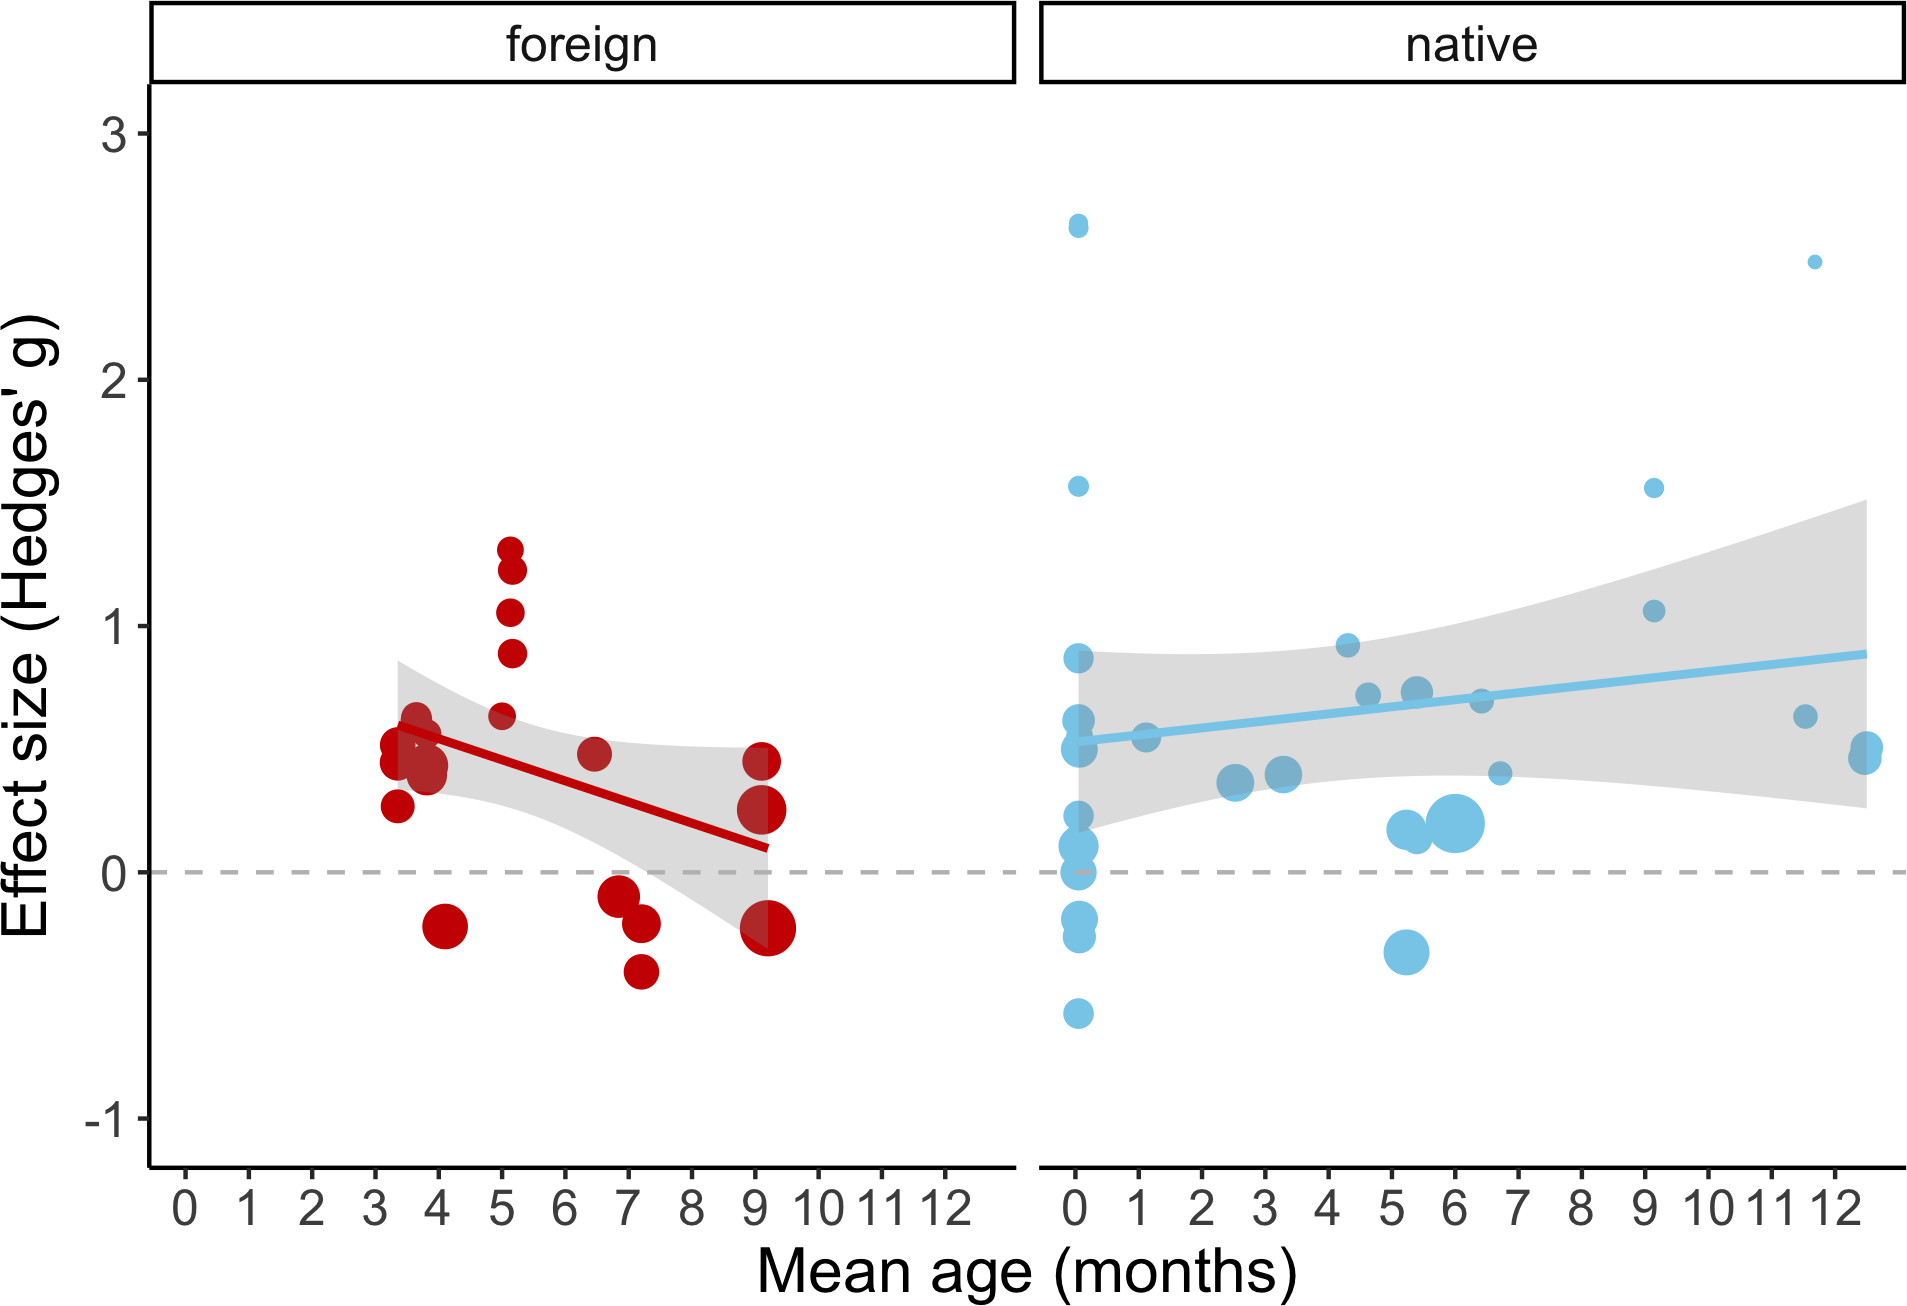 foreign
native
Effect size (Hedges' g)
3
2
1
0
-1
0 1 2 3 4 5 6 7 8 9 10 11 12
0 1 2 3 4 5 6 7 8 9 10 11 12
Mean age (months)